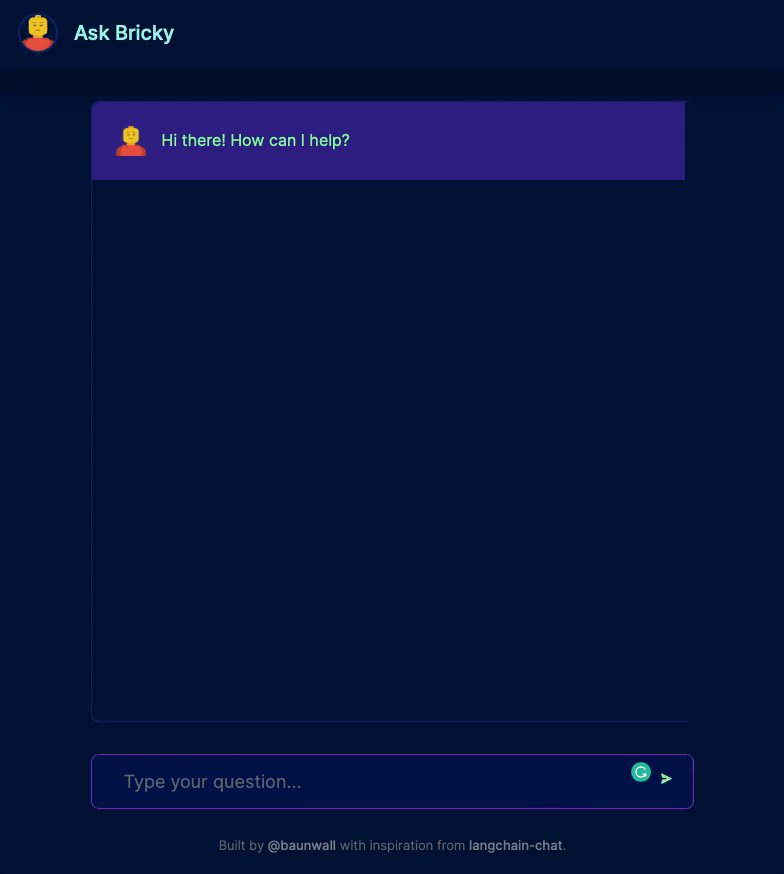 Ask Bricky
Hi there! How can I help?
Type your question...
Built by @baunwall with inspiration from langchain-chat.